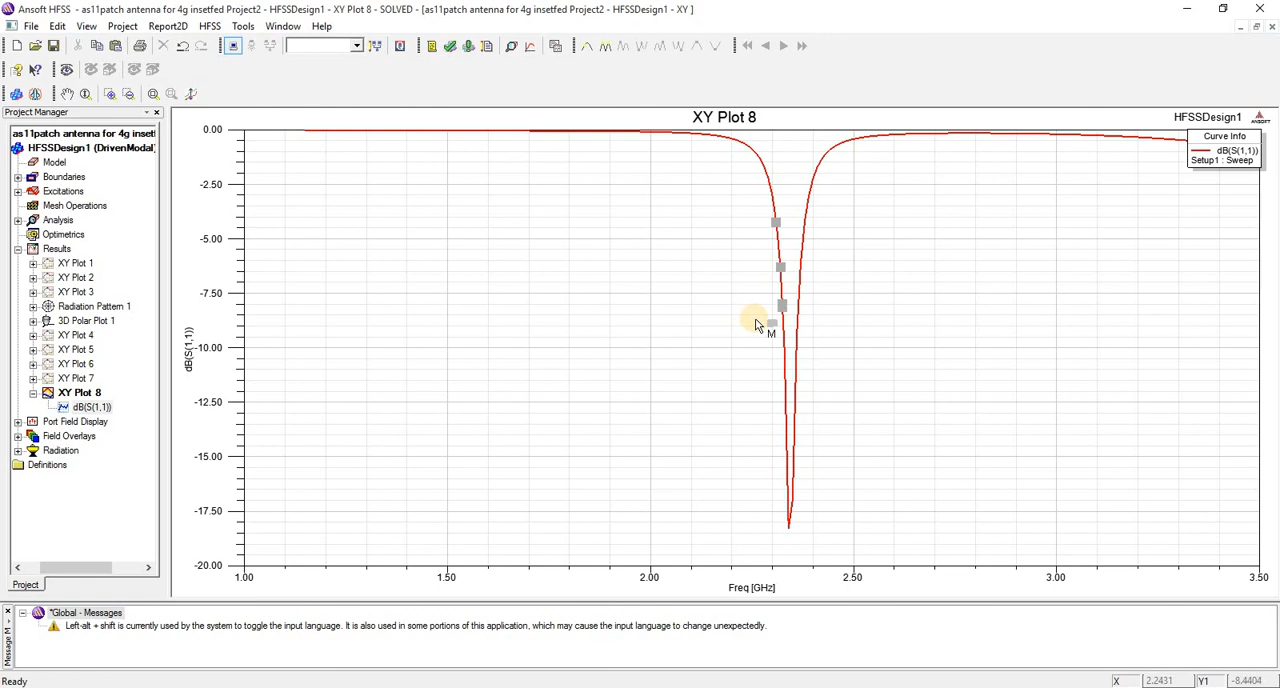 Ansoft HFSS - as11patch antenna for 4g insetfed Project2 - HFSSDesign1 - XY Plot 8 - SOLVED - [as11patch antenna for 4g insetfed Project2 - HFSSDesign1 - XY ]
File Edit View Project Report2D HFSS Tools Window Help
Project Manager
as11patch antenna for 4g insetf
HFSSDesign1 (DrivenModal)
Model
Boundaries
Excitations
Mesh Operations
Analysis
Optimetrics
Results
XY Plot 1
XY Plot 2
XY Plot 3
Radiation Pattern 1
3D Polar Plot 1
XY Plot 4
XY Plot 5
XY Plot 6
XY Plot 7
XY Plot 8
dB(S(1,1))
Port Field Display
Field Overlays
Radiation
Definitions
Project
XY Plot 8
HFSSDesign1
ANSOFT
Curve Info
dB(S(1,1))
Setup1 : Sweep
0.00
-2.50
-5.00
-7.50
-10.00
-12.50
-15.00
-17.50
-20.00
dB(S(1,1))
M
1.00 1.50 2.00 2.50 3.00 3.50
Freq [GHz]
Message M
*Global - Messages
Left-alt + shift is currently used by the system to toggle the input language. It is also used in some portions of this application, which may cause the input language to change unexpectedly.
Ready
X 2.2431 Y1 -8.4404